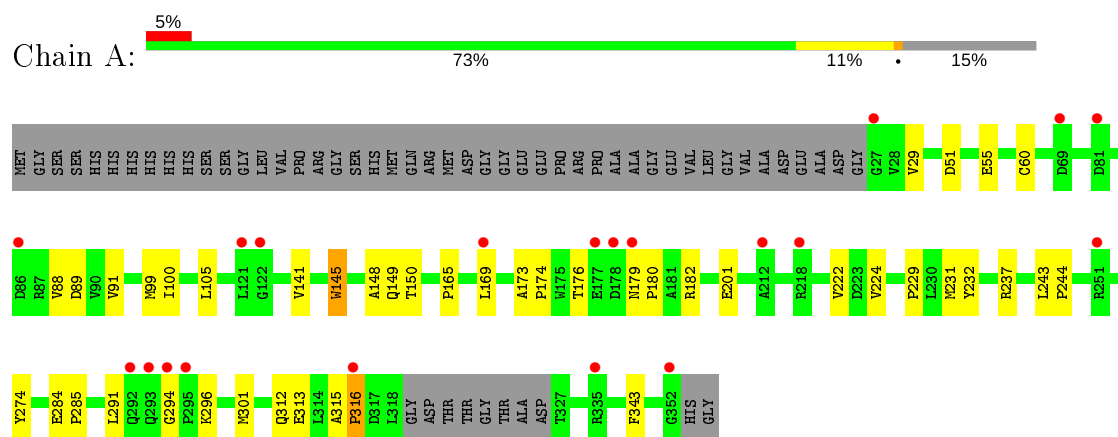 5%
Chain A:
73% 11% • 15%
MET GLY SER SER HIS HIS HIS HIS HIS HIS SER SER GLY LEU VAL PRO ARG GLY SER HIS MET GLN ARG MET ASP GLY GLY GLU GLU PRO ARG PRO ALA ALA GLY GLU VAL LEU GLY VAL ALA ASP GLU ALA ASP GLY G27 V28 V29 D51 E55 C60 D69 D81
D86 R87 V88 D89 V90 V91 M99 I100 L105 L121 G122 V141 W145 A148 Q149 T150 P165 L169 A173 P174 W175 T176 E177 D178 N179 P180 A181 R182 E201 A212 R218 V222 D223 V224 P229 L230 M231 Y232 R237 L243 P244 R251
Y274 E284 P285 L291 Q292 Q293 G294 P295 K296 M301 Q312 E313 L314 A315 P316 D317 L318 GLY ASP THR THR GLY THR ALA ASP T327 R335 F343 G352 HIS GLY